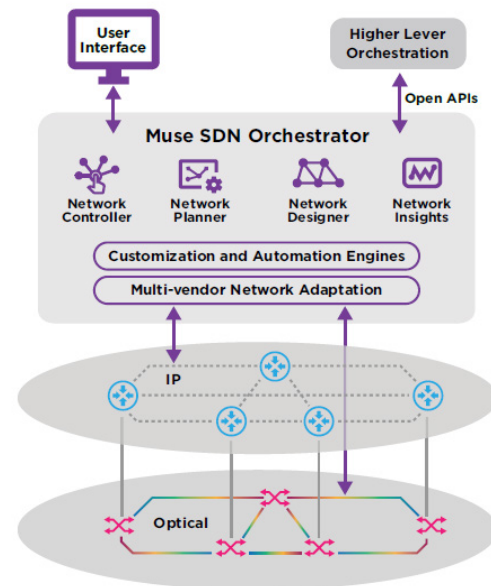 User
Interface
Higher Lever
Orchestration
Open APIs
Muse SDN Orchestrator
Network
Controller
Network
Planner
Network
Designer
Network
Insights
Customization and Automation Engines
Multi-vendor Network Adaptation
IP
Optical